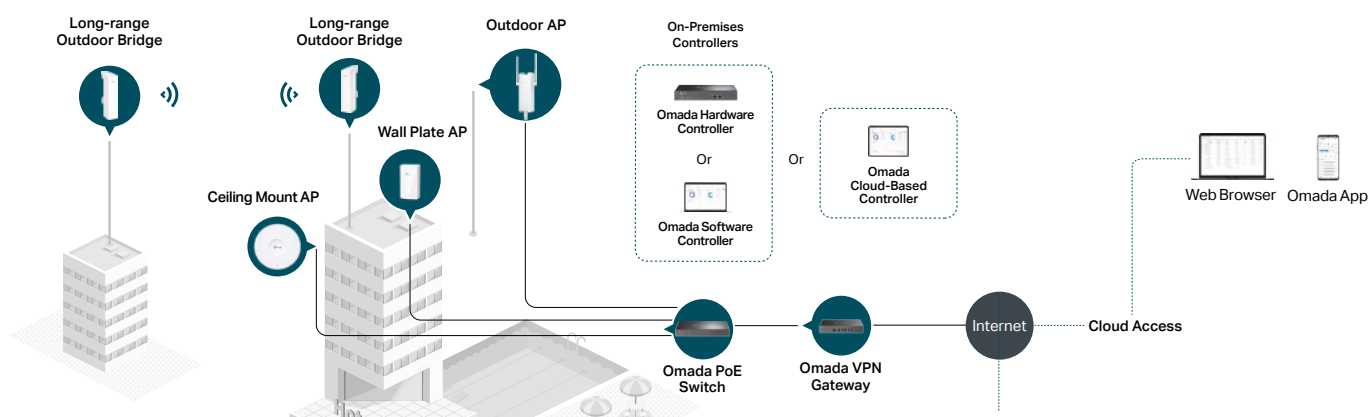 Long-range
Outdoor Bridge
Long-range
Outdoor Bridge
Outdoor AP
On-Premises
Controllers
Omada Hardware
Controller
Wall Plate AP
Or
Or
Omada
Cloud-Based
Controller
Ceiling Mount AP
Omada Software
Controller
Web Browser
Omada App
Internet
Cloud Access
Omada PoE
Switch
Omada VPN
Gateway